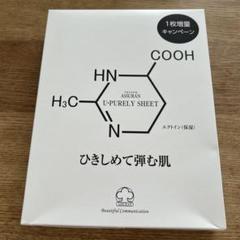 1枚増量
キャンペーン
COOH
HN
ASHURAN
U-PURELY SHEET
H₃C
N
エクトイン(保湿)
ひきしめて弾む肌
Beautiful Communication